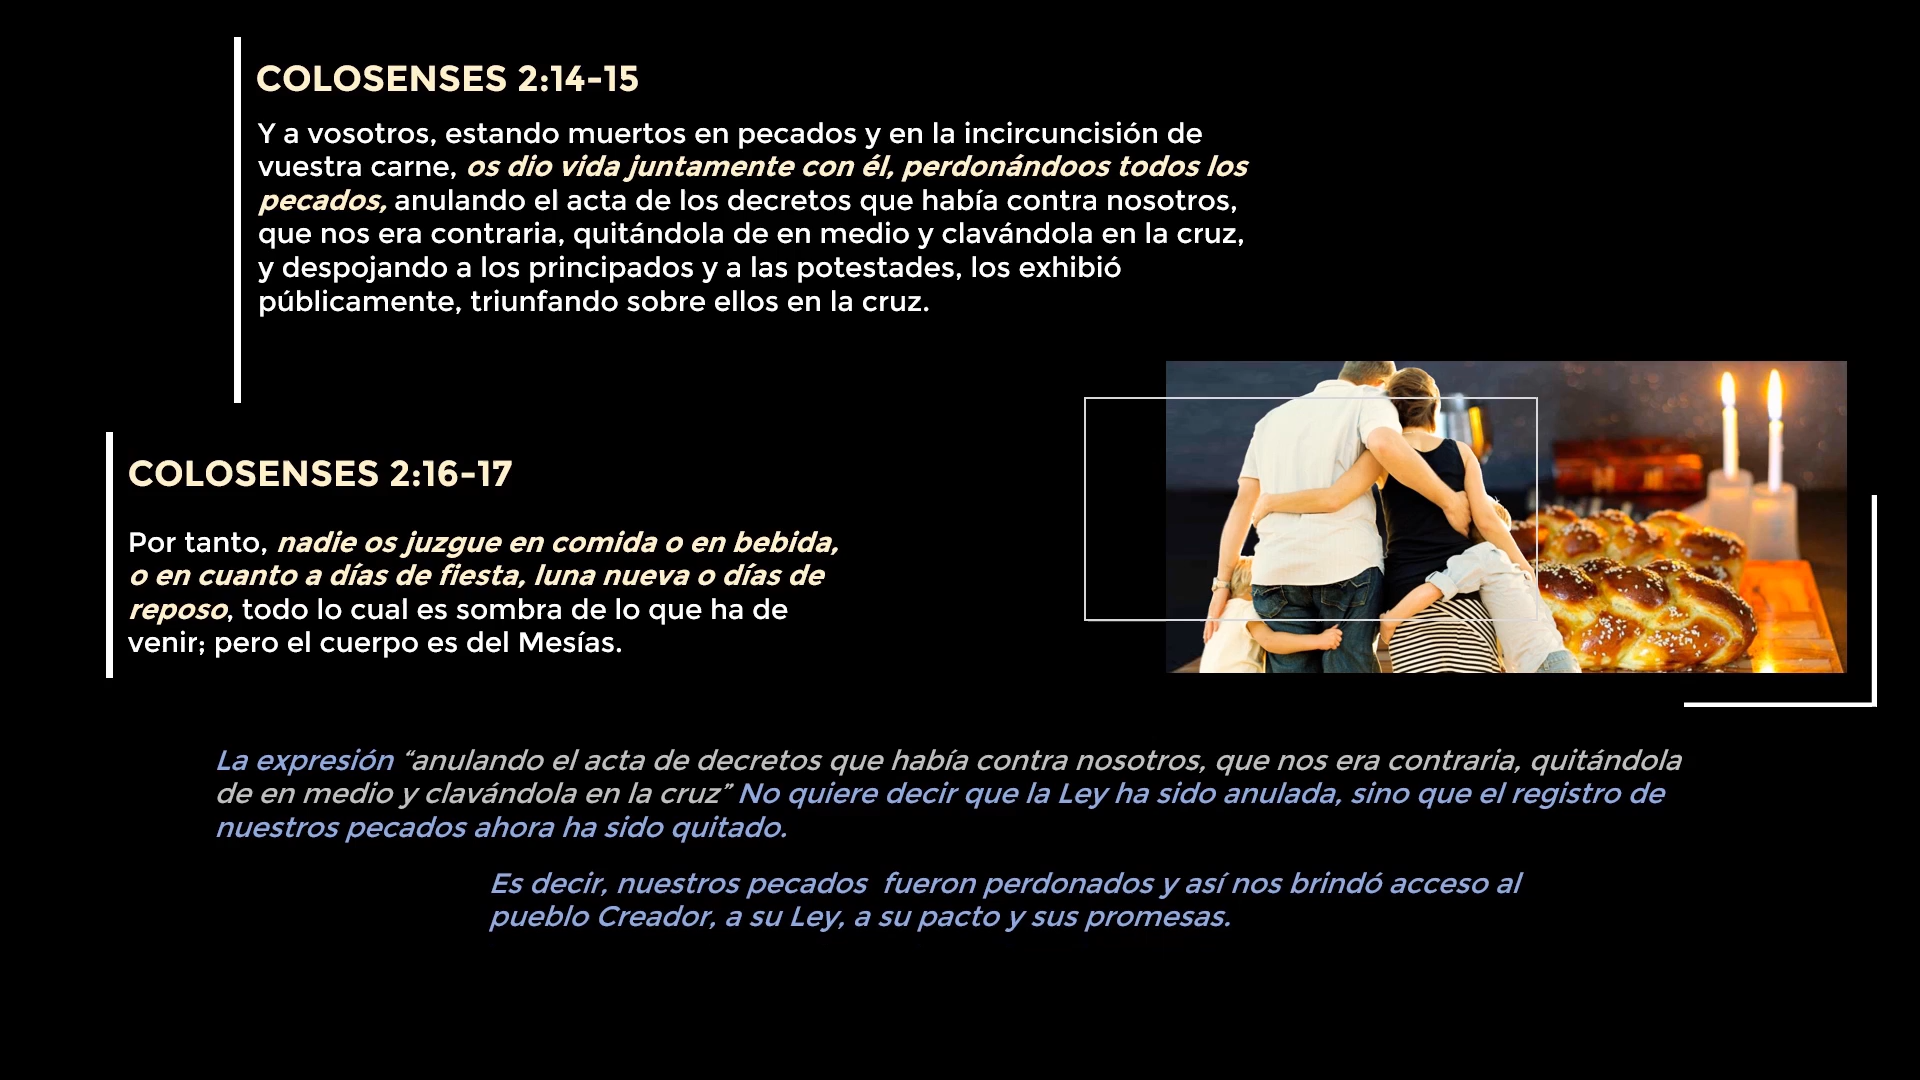 COLOSENSES 2:14-15
Y a vosotros, estando muertos en pecados y en la incircuncisión de
vuestra carne, os dio vida juntamente con él, perdonándoos todos los
pecados, anulando el acta de los decretos que había contra nosotros,
que nos era contraria, quitándola de en medio y clavándola en la cruz,
y despojando a los principados y a las potestades, los exhibió
públicamente, triunfando sobre ellos en la cruz.
COLOSENSES 2:16-17
Por tanto, nadie os juzgue en comida o en bebida,
o en cuanto a días de fiesta, luna nueva o días de
reposo, todo lo cual es sombra de lo que ha de
venir; pero el cuerpo es del Mesías.
La expresión “anulando el acta de decretos que había contra nosotros, que nos era contraria, quitándola
de en medio y clavándola en la cruz” No quiere decir que la Ley ha sido anulada, sino que el registro de
nuestros pecados ahora ha sido quitado.
Es decir, nuestros pecados  fueron perdonados y así nos brindó acceso al
pueblo Creador, a su Ley, a su pacto y sus promesas.